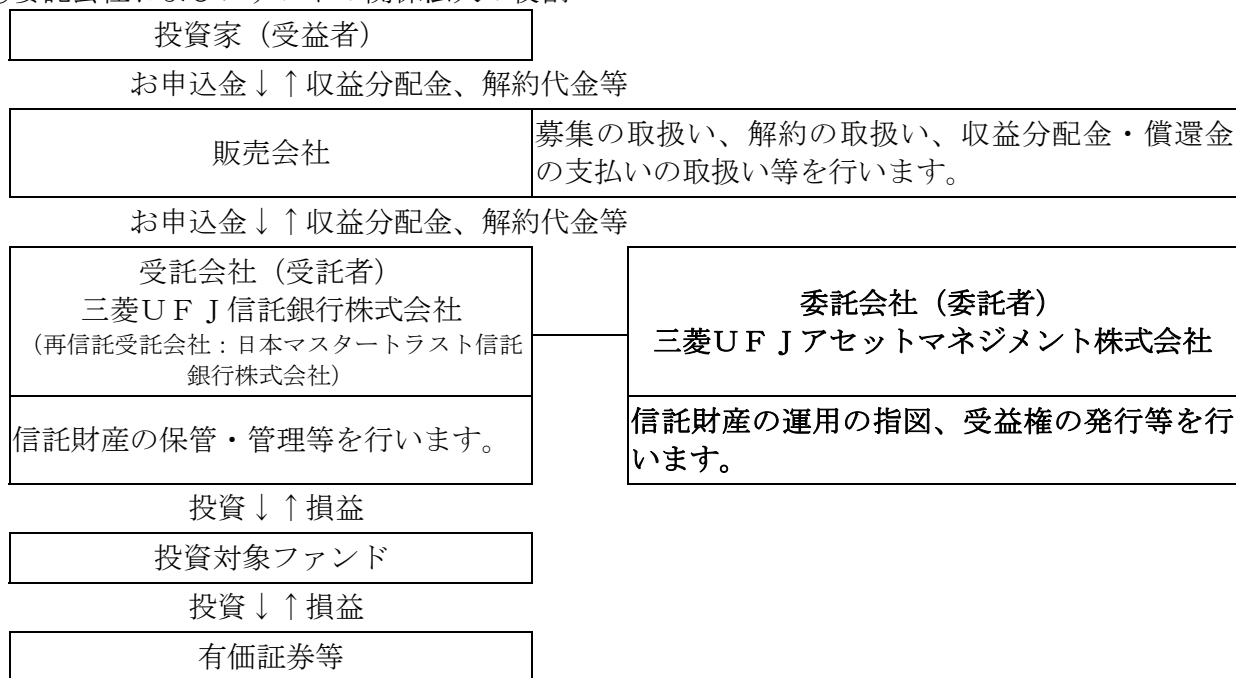 投資家（受益者）
お申込金↓↑収益分配金、解約代金等
販売会社
募集の取扱い、解約の取扱い、収益分配金・償還金
の支払いの取扱い等を行います。
お申込金↓↑収益分配金、解約代金等
受託会社（受託者）
三菱ＵＦＪ信託銀行株式会社
（再信託受託会社：日本マスタートラスト信託
銀行株式会社）
委託会社（委託者）
三菱ＵＦＪアセットマネジメント株式会社
信託財産の保管・管理等を行います。
信託財産の運用の指図、受益権の発行等を行
います。
投資↓↑損益
投資対象ファンド
投資↓↑損益
有価証券等